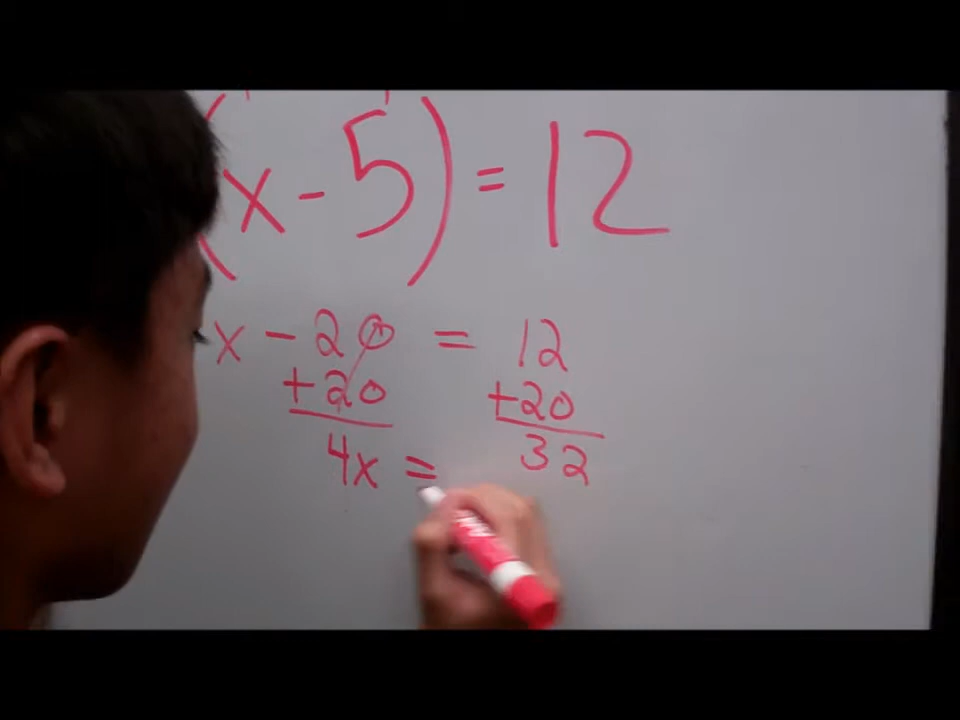 (x - 5) = 12
x - 20 = 12
+20 +20
4x = 32